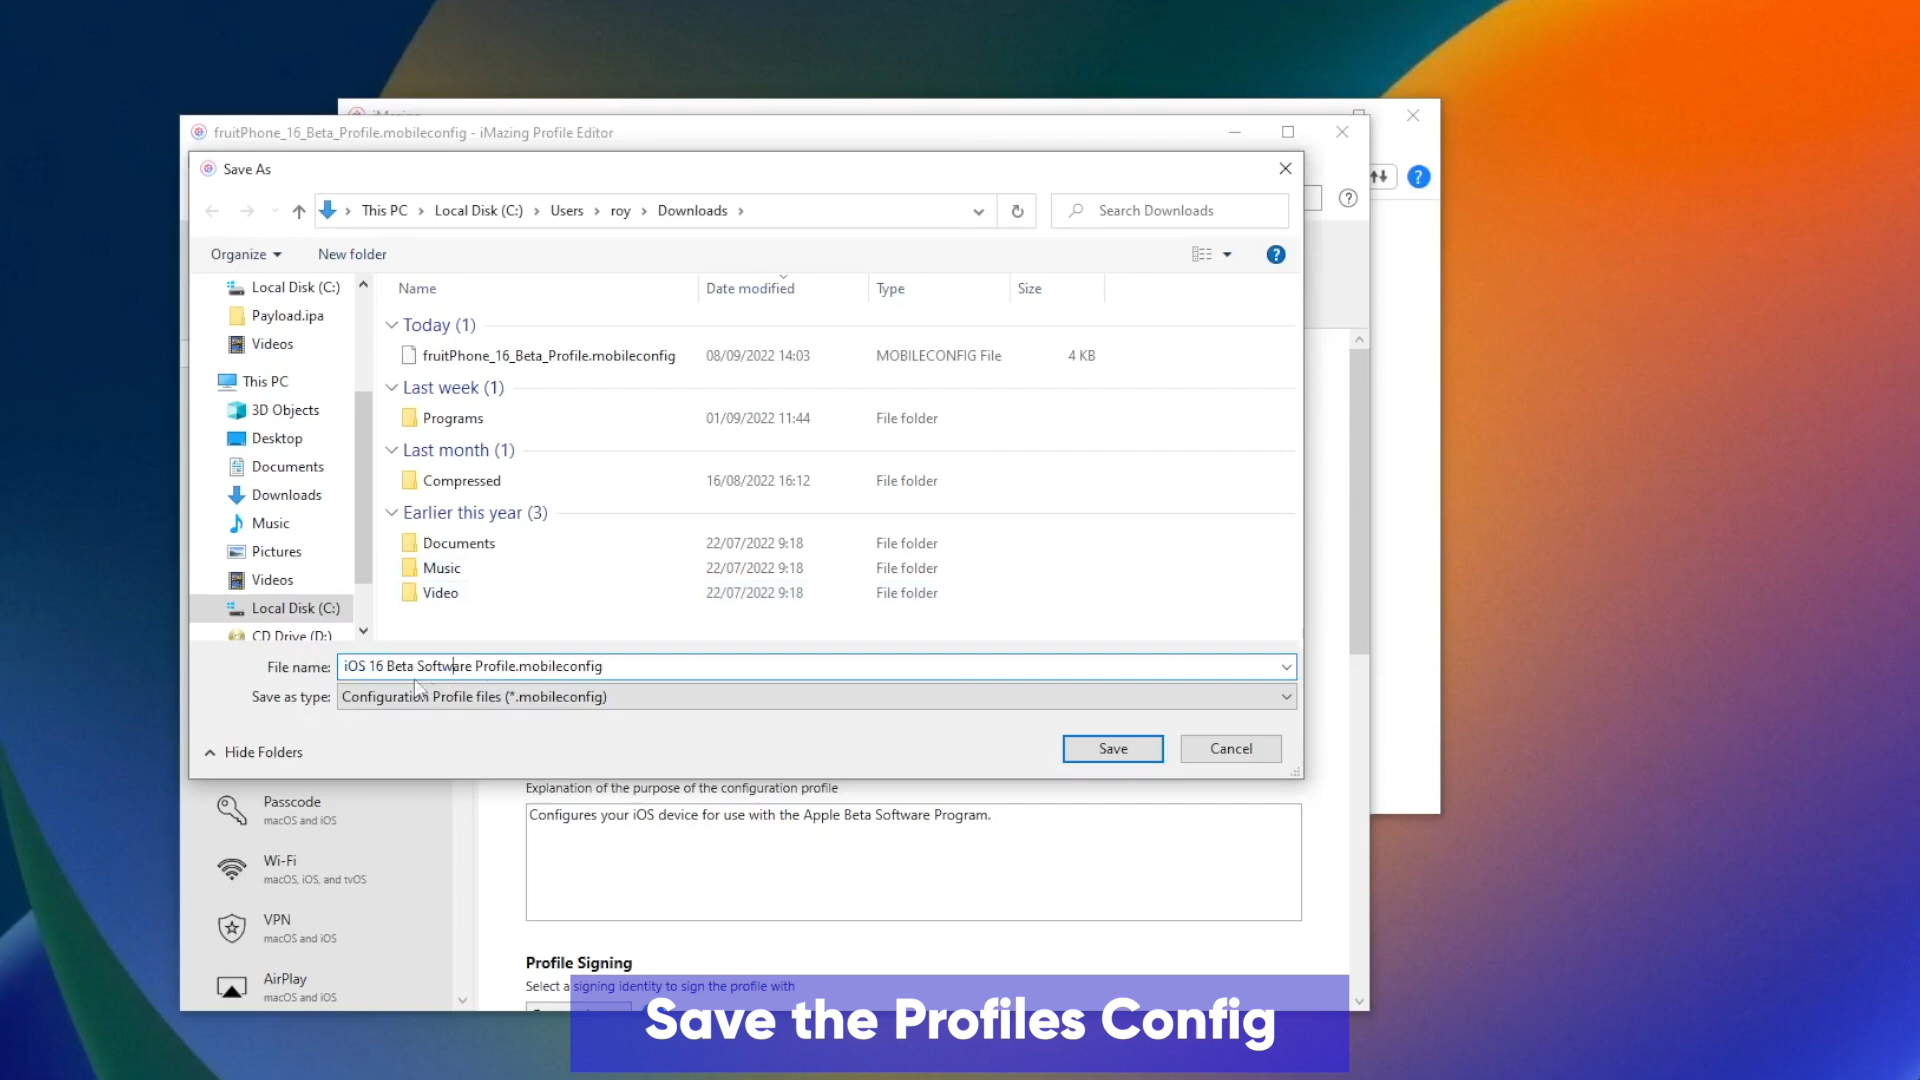 iMazing
fruitPhone_16_Beta_Profile.mobileconfig - iMazing Profile Editor
Save As
This PC > Local Disk (C:) > Users > roy > Downloads >
Search Downloads
Organize
New folder
Local Disk (C:)
Payload.ipa
Videos
This PC
3D Objects
Desktop
Documents
Downloads
Music
Pictures
Videos
Local Disk (C:)
CD Drive (D:)
Name Date modified Type Size
Today (1)
fruitPhone_16_Beta_Profile.mobileconfig 08/09/2022 14:03 MOBILECONFIG File 4 KB
Last week (1)
Programs 01/09/2022 11:44 File folder
Last month (1)
Compressed 16/08/2022 16:12 File folder
Earlier this year (3)
Documents 22/07/2022 9:18 File folder
Music 22/07/2022 9:18 File folder
Video 22/07/2022 9:18 File folder
File name: iOS 16 Beta Software Profile.mobileconfig
Save as type: Configuration Profile files (*.mobileconfig)
Hide Folders
Save
Cancel
Passcode
macOS and iOS
Wi-Fi
macOS, iOS, and tvOS
VPN
macOS and iOS
AirPlay
macOS and iOS
Explanation of the purpose of the configuration profile
Configures your iOS device for use with the Apple Beta Software Program.
Profile Signing
Select a signing identity to sign the profile with
Save the Profiles Config